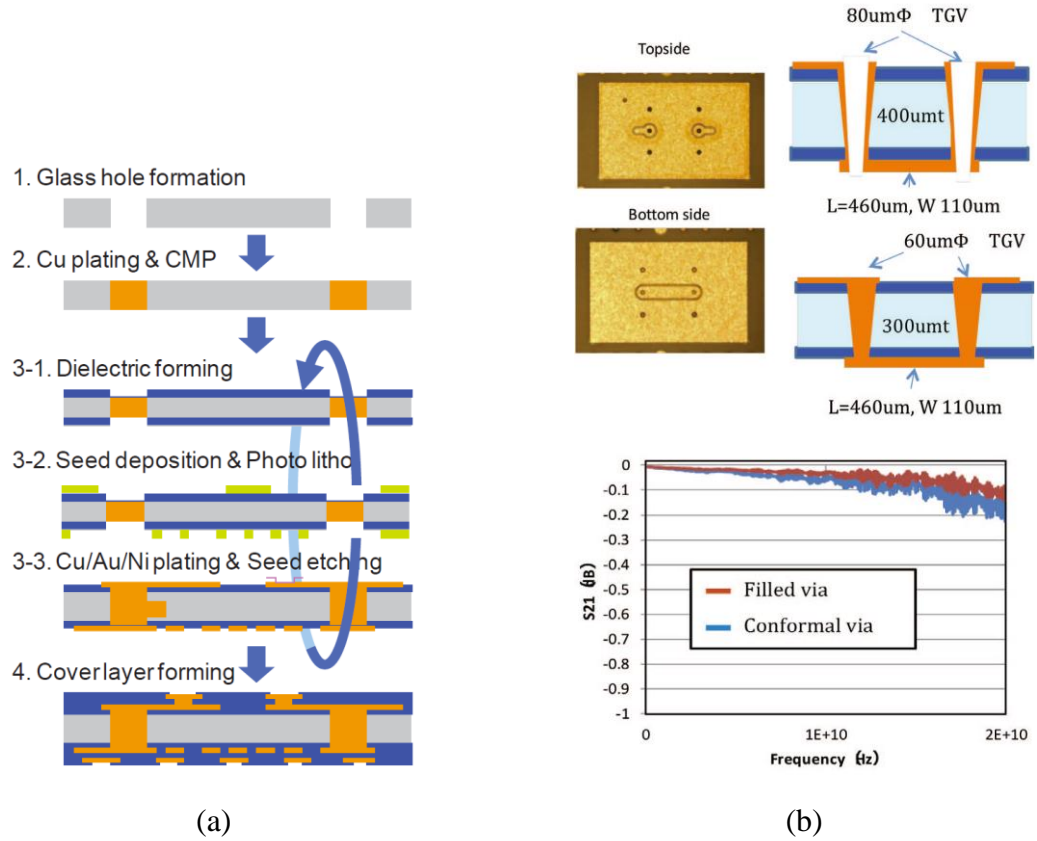 1. Glass hole formation
2. Cu plating & CMP
3-1. Dielectric forming
3-2. Seed deposition & Photo litho
3-3. Cu/Au/Ni plating & Seed etching
4. Cover layer forming
(a)
Topside
80umΦ TGV
400umt
L=460um, W 110um
Bottom side
60umΦ TGV
300umt
L=460um, W 110um
0
-0.1
-0.2
-0.3
-0.4
-0.5
-0.6
-0.7
-0.8
-0.9
-1
S21 (dB)
Filled via
Conformal via
0
1E+10
2E+10
Frequency (Hz)
(b)